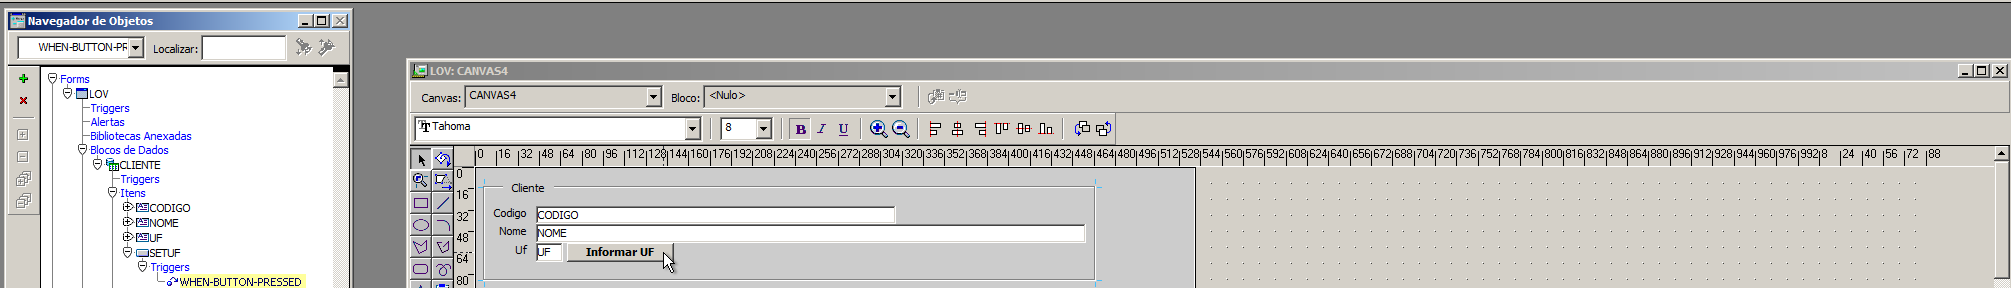 Navegador de Objetos
WHEN-BUTTON-PR
Localizar:
Forms
LOV
Triggers
Alertas
Bibliotecas Anexadas
Blocos de Dados
CLIENTE
Triggers
Itens
CODIGO
NOME
UF
SETUF
Triggers
WHEN-BUTTON-PRESSED
LOV: CANVAS4
Canvas: CANVAS4 Bloco: <Nulo>
Tahoma 8 B I U
0 16 32 48 64 80 96 112 128 144 160 176 192 208 224 240 256 272 288 304 320 336 352 368 384 400 416 432 448 464 480 496 512 528 544 560 576 592 608 624 640 656 672 688 704 720 736 752 768 784 800 816 832 848 864 880 896 912 928 944 960 976 992 8 24 40 56 72 88
0
16
32
48
64
80
Cliente
Codigo CODIGO
Nome NOME
Uf UF Informar UF